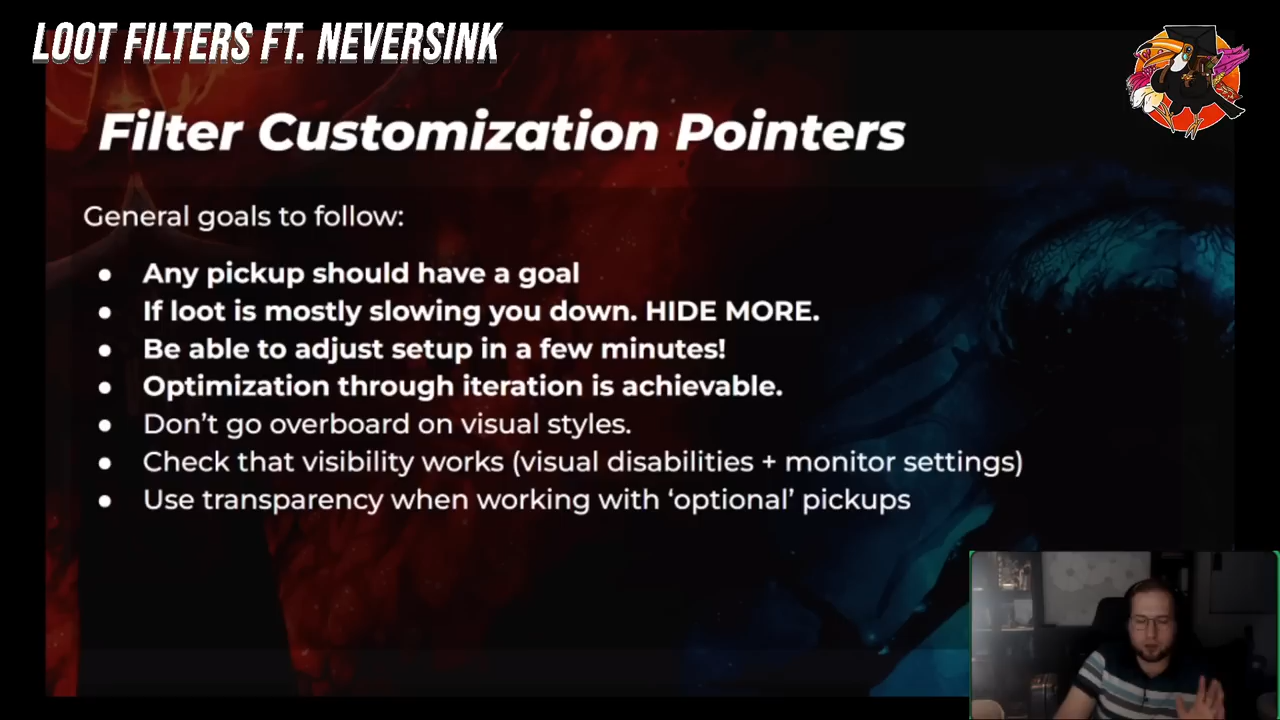 LOOT FILTERS FT. NEVERSINK
Filter Customization Pointers
General goals to follow:
● Any pickup should have a goal
● If loot is mostly slowing you down. HIDE MORE.
● Be able to adjust setup in a few minutes!
● Optimization through iteration is achievable.
● Don’t go overboard on visual styles.
● Check that visibility works (visual disabilities + monitor settings)
● Use transparency when working with ‘optional’ pickups